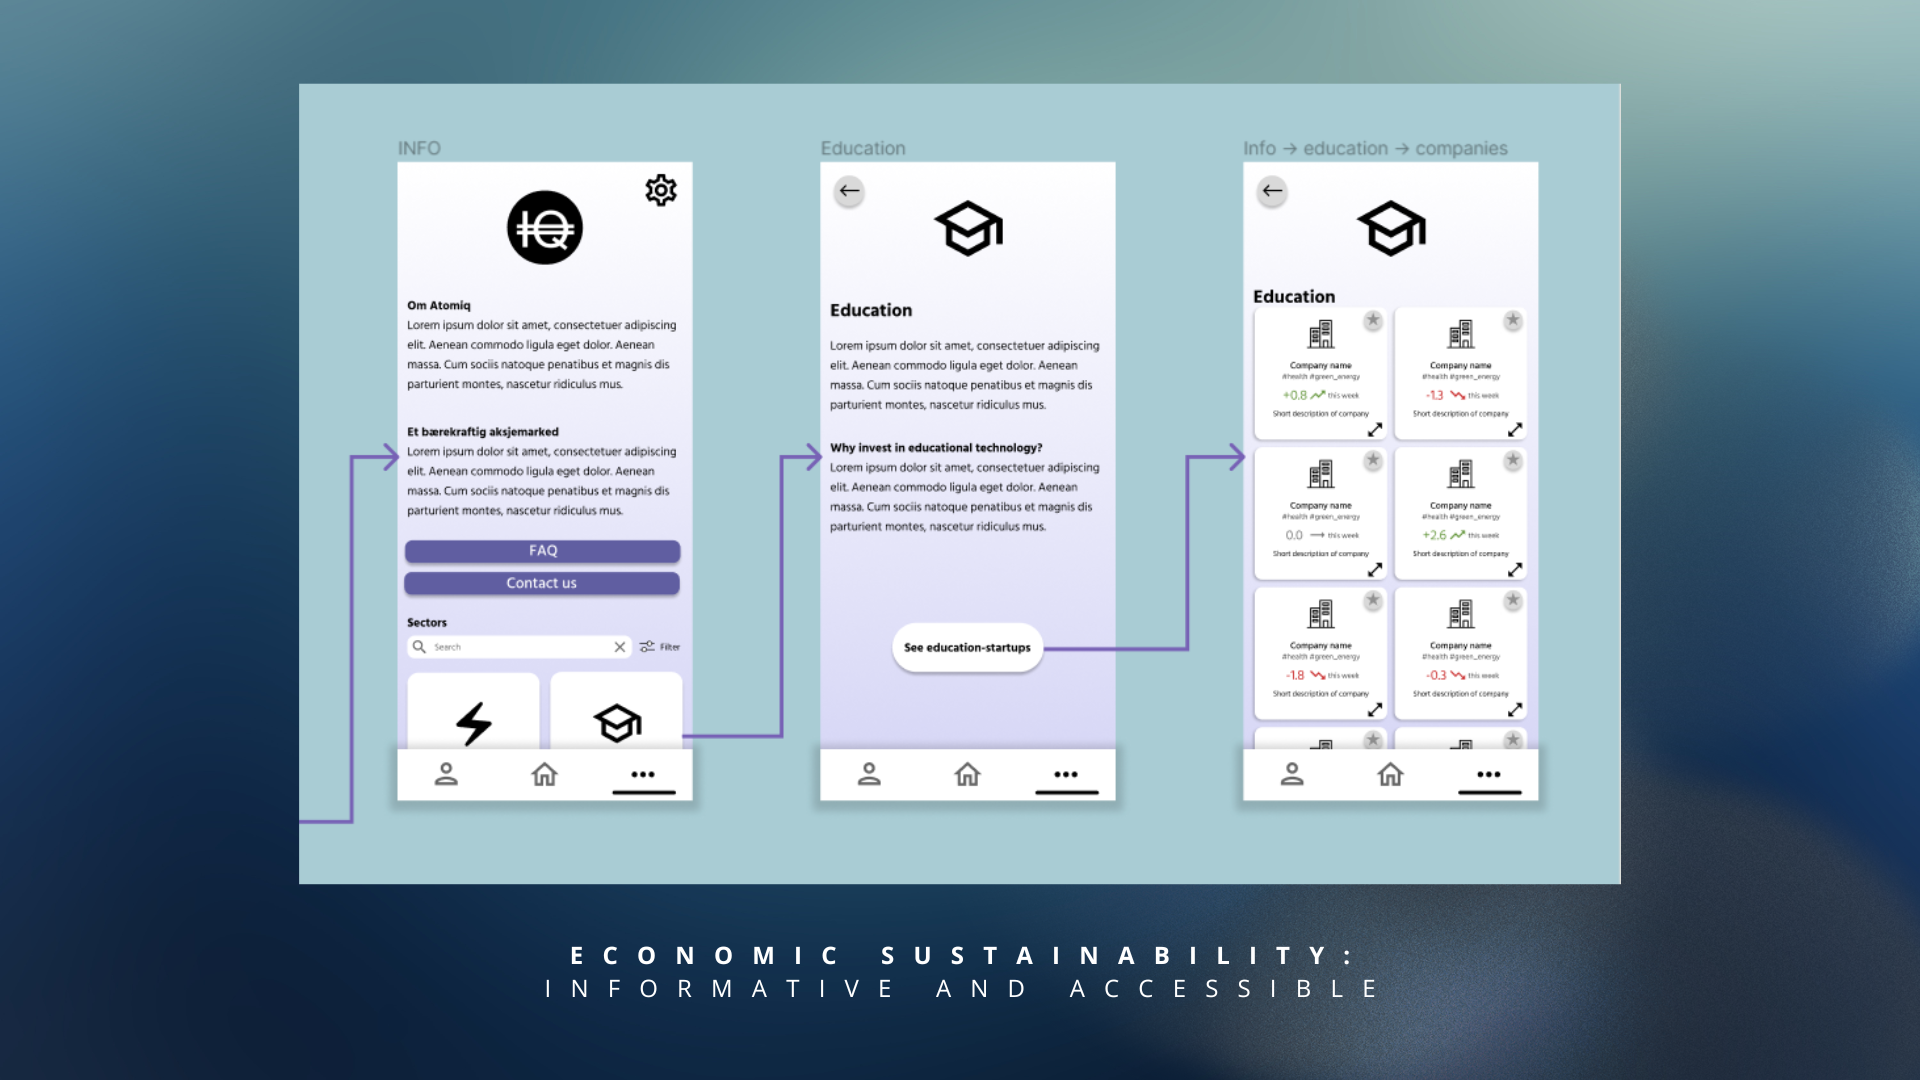 INFO
Om Atomiq
Lorem ipsum dolor sit amet, consectetuer adipiscing
elit. Aenean commodo ligula eget dolor. Aenean
massa. Cum sociis natoque penatibus et magnis dis
parturient montes, nascetur ridiculus mus.
Et bærekraftig aksjemarked
Lorem ipsum dolor sit amet, consectetuer adipiscing
elit. Aenean commodo ligula eget dolor. Aenean
massa. Cum sociis natoque penatibus et magnis dis
parturient montes, nascetur ridiculus mus.
FAQ
Contact us
Sectors
Search
Filter
Education
Education
Lorem ipsum dolor sit amet, consectetuer adipiscing
elit. Aenean commodo ligula eget dolor. Aenean
massa. Cum sociis natoque penatibus et magnis dis
parturient montes, nascetur ridiculus mus.
Why invest in educational technology?
Lorem ipsum dolor sit amet, consectetuer adipiscing
elit. Aenean commodo ligula eget dolor. Aenean
massa. Cum sociis natoque penatibus et magnis dis
parturient montes, nascetur ridiculus mus.
See education-startups
Info → education → companies
Education
Company name
#health #green_energy
+0.8 this week
Short description of company
Company name
#health #green_energy
-1.3 this week
Short description of company
Company name
#health #green_energy
0.0 this week
Short description of company
Company name
#health #green_energy
+2.6 this week
Short description of company
Company name
#health #green_energy
-1.8 this week
Short description of company
Company name
#health #green_energy
-0.3 this week
Short description of company
ECONOMIC SUSTAINABILITY:
INFORMATIVE AND ACCESSIBLE